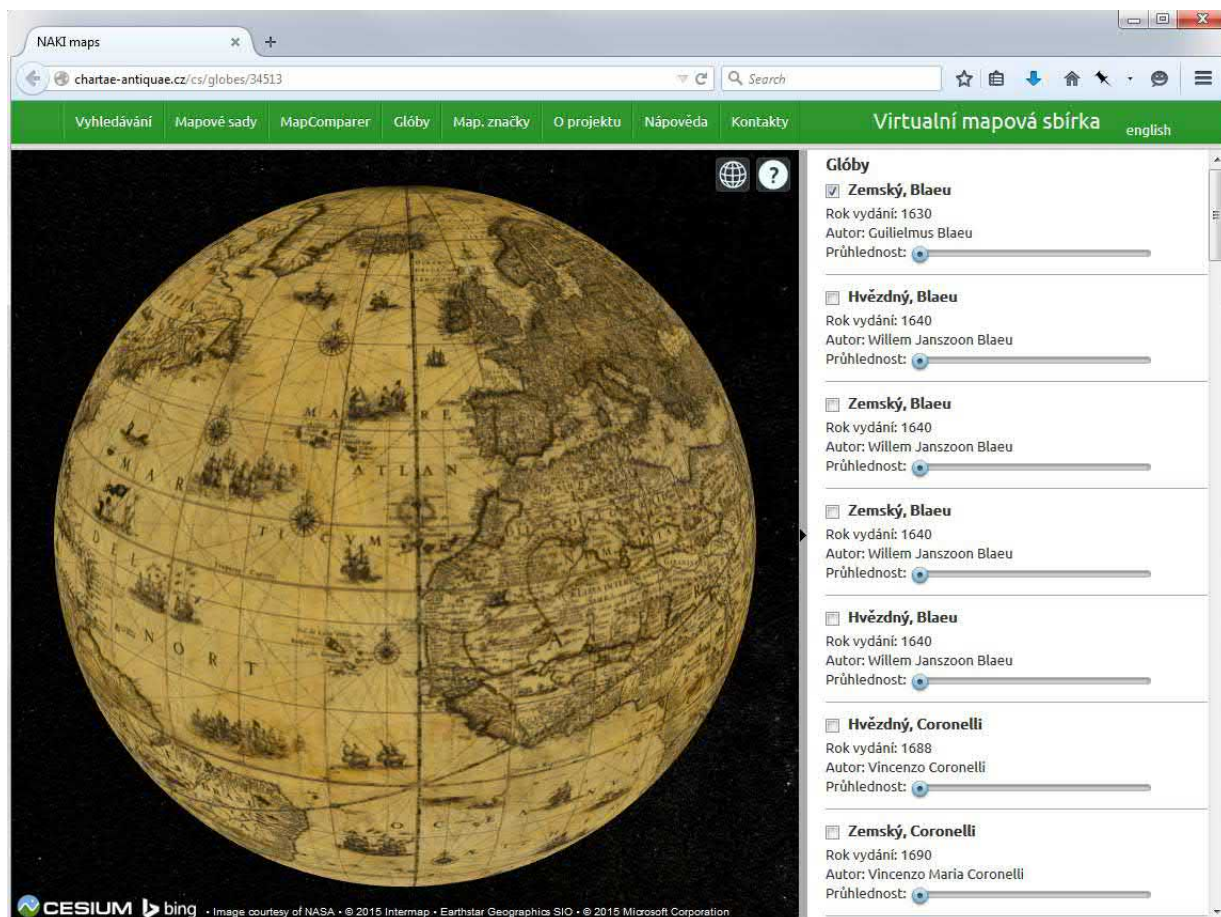 NAKI maps
chartae-antiquae.cz/cs/globes/34513
Search
Vyhledávání Mapové sady MapComparer Glóby Map. značky O projektu Nápověda Kontakty Virtualní mapová sbírka english
Glóby
Zemský, Blaeu
Rok vydání: 1630
Autor: Guilielmus Blaeu
Průhlednost:
Hvězdný, Blaeu
Rok vydání: 1640
Autor: Willem Janszoon Blaeu
Průhlednost:
Zemský, Blaeu
Rok vydání: 1640
Autor: Willem Janszoon Blaeu
Průhlednost:
Zemský, Blaeu
Rok vydání: 1640
Autor: Willem Janszoon Blaeu
Průhlednost:
Hvězdný, Blaeu
Rok vydání: 1640
Autor: Willem Janszoon Blaeu
Průhlednost:
Hvězdný, Coronelli
Rok vydání: 1688
Autor: Vincenzo Coronelli
Průhlednost:
Zemský, Coronelli
Rok vydání: 1690
Autor: Vincenzo Maria Coronelli
Průhlednost:
?
MARE
ATLAN
TICVM
MAR
DEL
NORT
CESIUM bing • Image courtesy of NASA • © 2015 Intermap • Earthstar Geographics SIO • © 2015 Microsoft Corporation